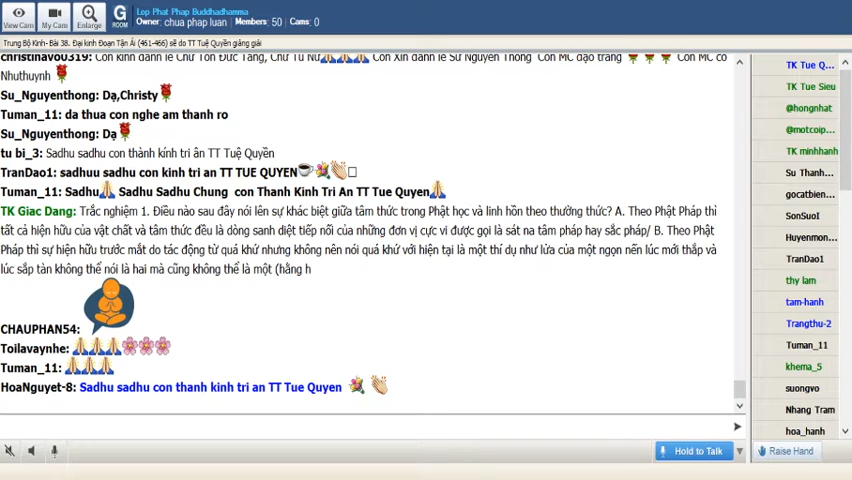 View Cam
My Cam
Enlarge
G
ROOM
Lop Phat Phap Buddhadhamma
Owner: chua phap luan Members: 50 Cams: 0
Trung Bộ Kinh- Bài 38. Đại kinh Đoạn Tận Ái (461-466) sẽ do TT Tuệ Quyền giảng giải
christinavo0319: Con kính đảnh lễ Chư Tôn Đức Tăng, Chư Tu Nữ Con Xin đảnh lễ Sư Nguyên Thông Con MC đạo tràng Con MC cô
Nhưthuỳnh
Su_Nguyenthong: Dạ,Christy
Tuman_11: da thua con nghe am thanh ro
Su_Nguyenthong: Dạ
tu bi_3: Sadhu sadhu con thành kính tri ân TT Tuệ Quyền
TranDao1: sadhuu sadhu con kinh tri an TT TUE QUYEN
Tuman_11: Sadhu Sadhu Sadhu Chung con Thanh Kinh Tri An TT Tue Quyen
TK Giac Dang: Trắc nghiệm 1. Điều nào sau đây nói lên sự khác biệt giữa tâm thức trong Phật học và linh hồn theo thường thức? A. Theo Phật Pháp thì
tất cả hiện hữu của vật chất và tâm thức đều là dòng sanh diệt tiếp nối của những đơn vị cực vi được gọi là sát na tâm pháp hay sắc pháp/ B. Theo Phật
Pháp thì sự hiện hữu trước mắt do tác động từ quá khứ nhưng không nên nói quá khứ với hiện tại là một thí dụ như lửa của một ngọn nến lúc mới thắp và
lúc sắp tàn không thể nói là hai mà cũng không thể là một (hằng h
CHAUPHAN54:
Toilavaynhe:
Tuman_11:
HoaNguyet-8: Sadhu sadhu con thanh kinh tri an TT Tue Quyen
Hold to Talk
Raise Hand
TK Tue Q...
TK Tue Sieu
@hongnhat
@motcoip...
TK minhhanh
Su Thanh...
gocatbien...
SonSuoI
Huyenmon...
TranDao1
thy lam
tam-hanh
Trangthu-2
Tuman_11
khema_5
suongvo
Nhang Tram
hoa_hanh